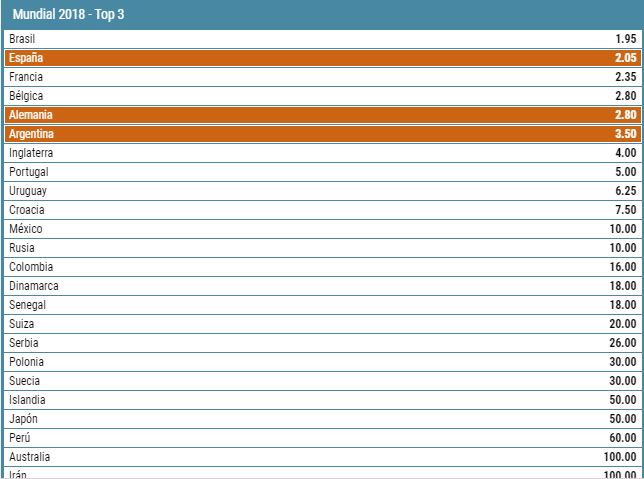 Mundial 2018 - Top 3
Brasil 1.95
España 2.05
Francia 2.35
Bélgica 2.80
Alemania 2.80
Argentina 3.50
Inglaterra 4.00
Portugal 5.00
Uruguay 6.25
Croacia 7.50
México 10.00
Rusia 10.00
Colombia 16.00
Dinamarca 18.00
Senegal 18.00
Suiza 20.00
Serbia 26.00
Polonia 30.00
Suecia 30.00
Islandia 50.00
Japón 50.00
Perú 60.00
Australia 100.00
Irán 100.00